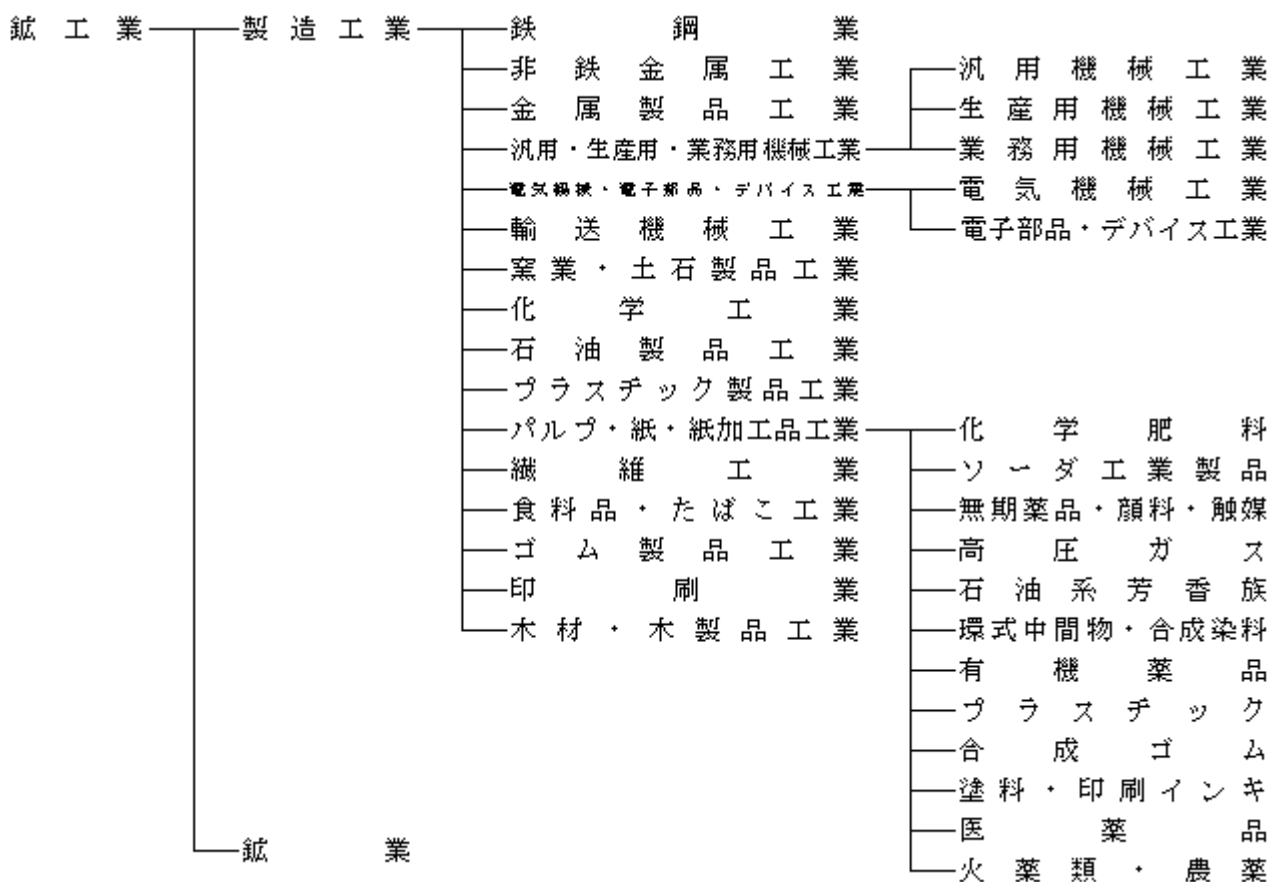 鉱工業 製造工業 鉄鋼業
非鉄金属工業 汎用機械工業
金属製品工業 生産用機械工業
汎用・生産用・業務用機械工業 業務用機械工業
電気機械・電子部品・デバイス工業 電気機械工業
輸送機械工業 電子部品・デバイス工業
窯業・土石製品工業
化学工業
石油製品工業
プラスチック製品工業
パルプ・紙・紙加工品工業 化学肥料
繊維工業 ソーダ工業製品
食料品・たばこ工業 無期薬品・顔料・触媒
ゴム製品工業 高圧ガス
印刷業 石油系芳香族
木材・木製品工業 環式中間物・合成染料
有機薬品
プラスチック
合成ゴム
塗料・印刷インキ
鉱業 医薬品
火薬類・農薬